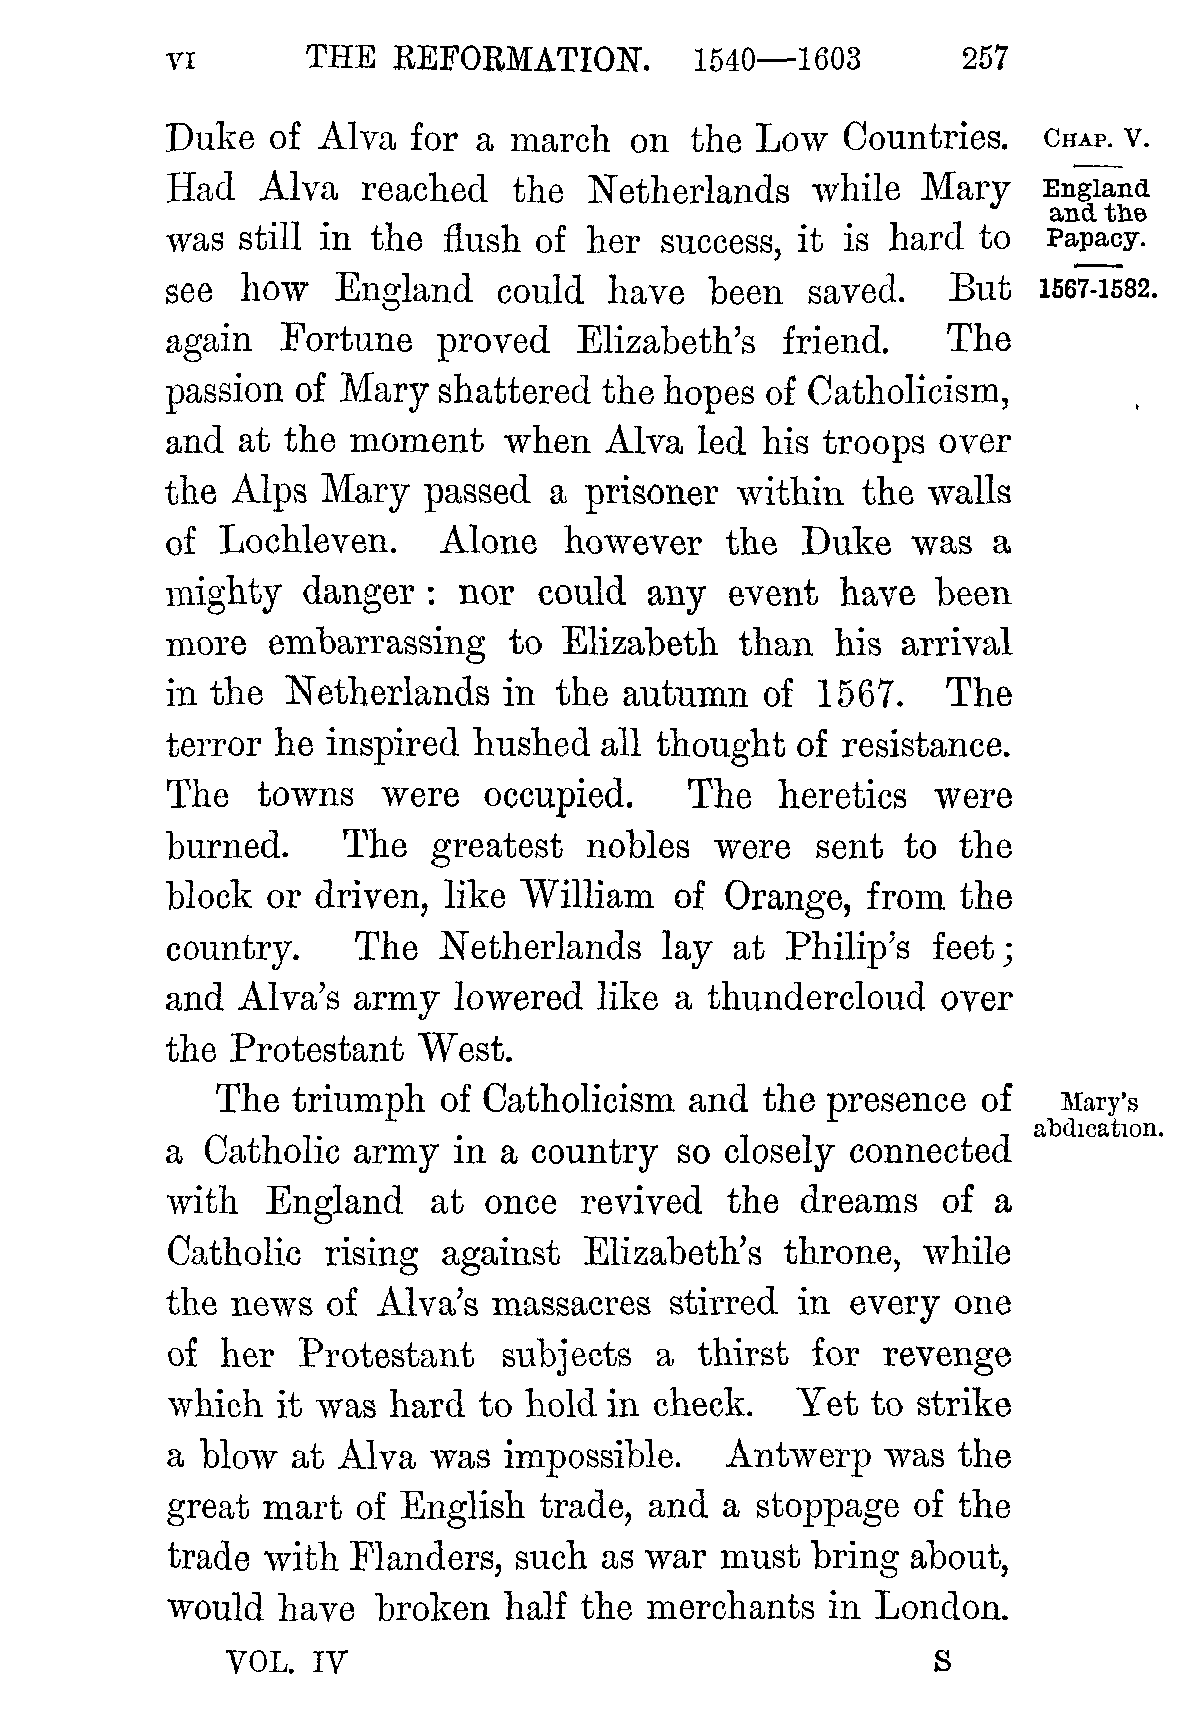 VI THE REFORMATION. 1540—1603 257
Duke of Alva for a march on the Low Countries.
Had Alva reached the Netherlands while Mary
was still in the flush of her success, it is hard to
see how England could have been saved. But
again Fortune proved Elizabeth's friend. The
passion of Mary shattered the hopes of Catholicism,
and at the moment when Alva led his troops over
the Alps Mary passed a prisoner within the walls
of Lochleven. Alone however the Duke was a
mighty danger : nor could any event have been
more embarrassing to Elizabeth than his arrival
in the Netherlands in the autumn of 1567. The
terror he inspired hushed all thought of resistance.
The towns were occupied. The heretics were
burned. The greatest nobles were sent to the
block or driven, like William of Orange, from the
country. The Netherlands lay at Philip's feet ;
and Alva's army lowered like a thundercloud over
the Protestant West.
The triumph of Catholicism and the presence of
a Catholic army in a country so closely connected
with England at once revived the dreams of a
Catholic rising against Elizabeth's throne, while
the news of Alva's massacres stirred in every one
of her Protestant subjects a thirst for revenge
which it was hard to hold in check. Yet to strike
a blow at Alva was impossible. Antwerp was the
great mart of English trade, and a stoppage of the
trade with Flanders, such as war must bring about,
would have broken half the merchants in London.
VOL. IV S
CHAP. V.
England
and the
Papacy.
1567-1582.
Mary's
abdication.